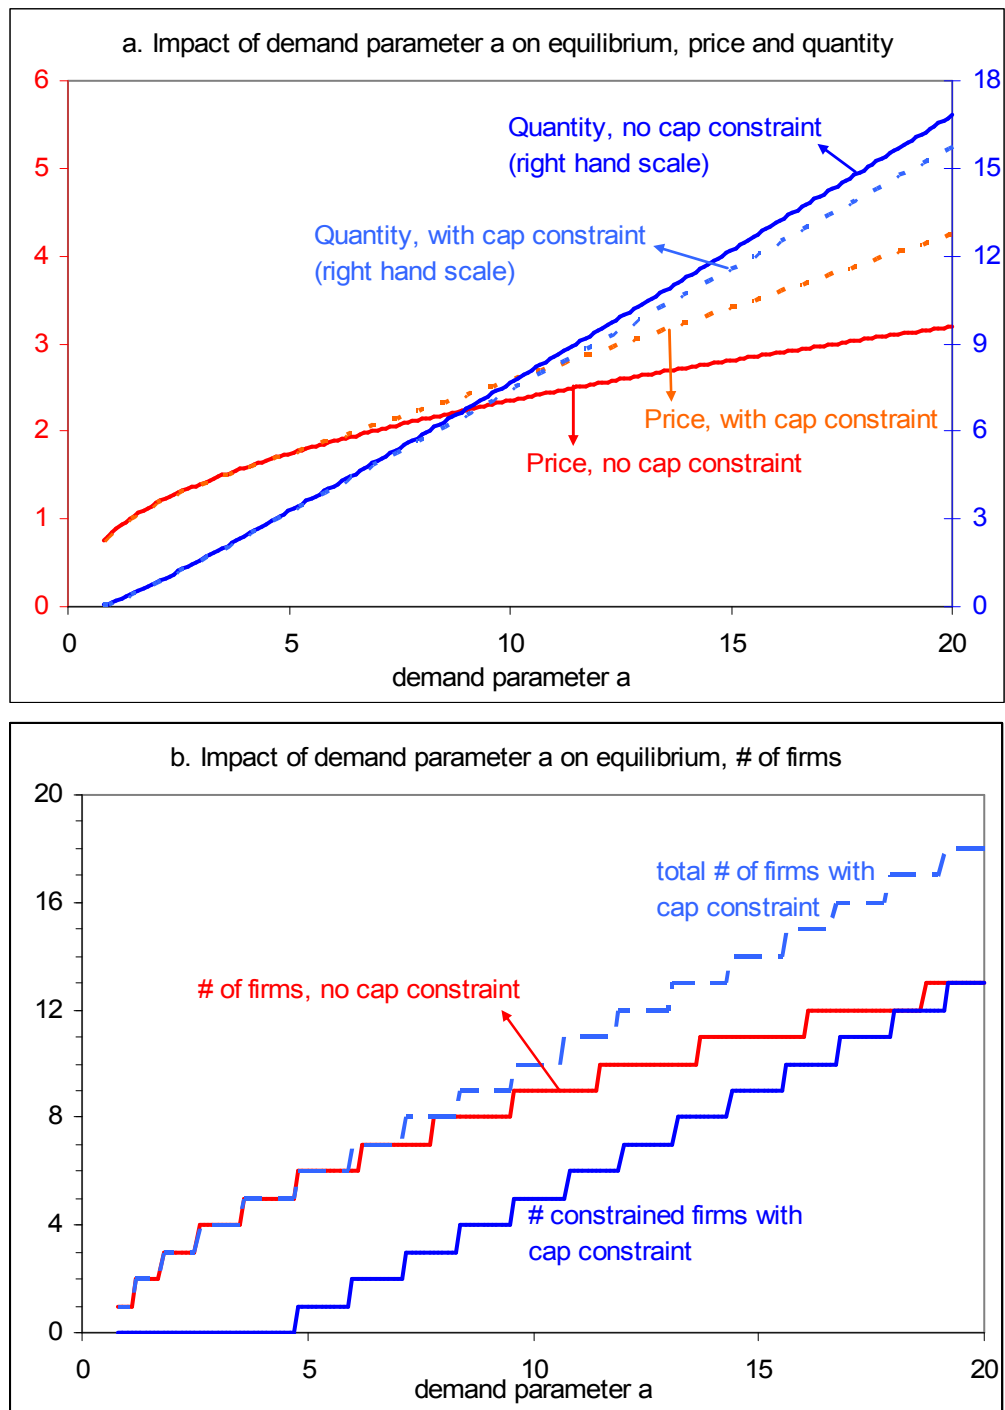 a. Impact of demand parameter a on equilibrium, price and quantity
6
18
Quantity, no cap constraint
(right hand scale)
5
15
Quantity, with cap constraint
(right hand scale)
4
12
3
9
Price, with cap constraint
2
6
Price, no cap constraint
1
3
0
0
0
5
10
15
20
demand parameter a
b. Impact of demand parameter a on equilibrium, # of firms
20
total # of firms with
cap constraint
16
# of firms, no cap constraint
12
8
# constrained firms with
cap constraint
4
0
0
5
10
15
20
demand parameter a